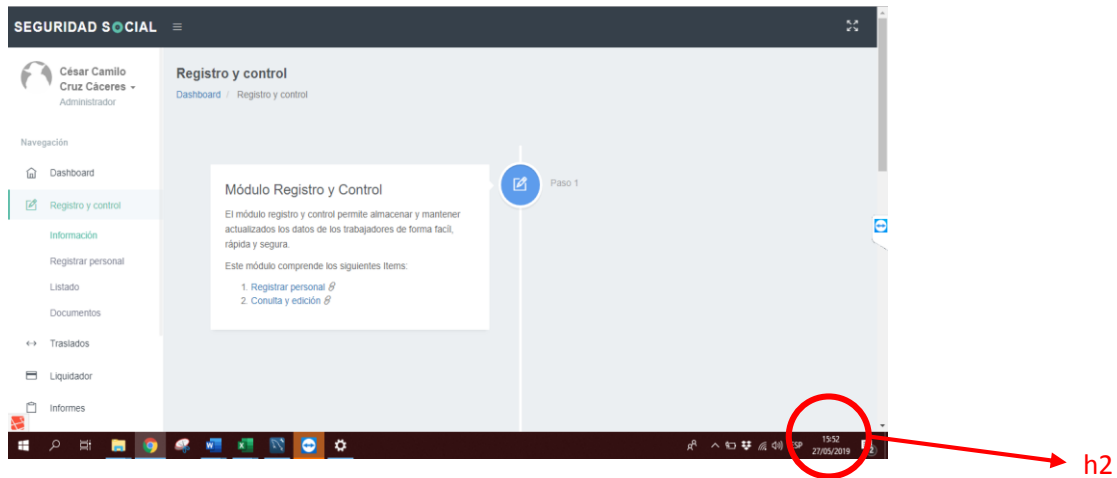 SEGURIDAD SOCIAL
César Camilo
Cruz Cáceres
Administrador
Navegación
Dashboard
Registro y control
Información
Registrar personal
Listado
Documentos
Traslados
Liquidador
Informes
Registro y control
Dashboard / Registro y control
Módulo Registro y Control
El módulo registro y control permite almacenar y mantener
actualizados los datos de los trabajadores de forma facíl,
rápida y segura.
Este módulo comprende los siguientes Items:
1. Registrar personal
2. Conulta y edición
Paso 1
ESP
15:52
27/05/2019
2
h2